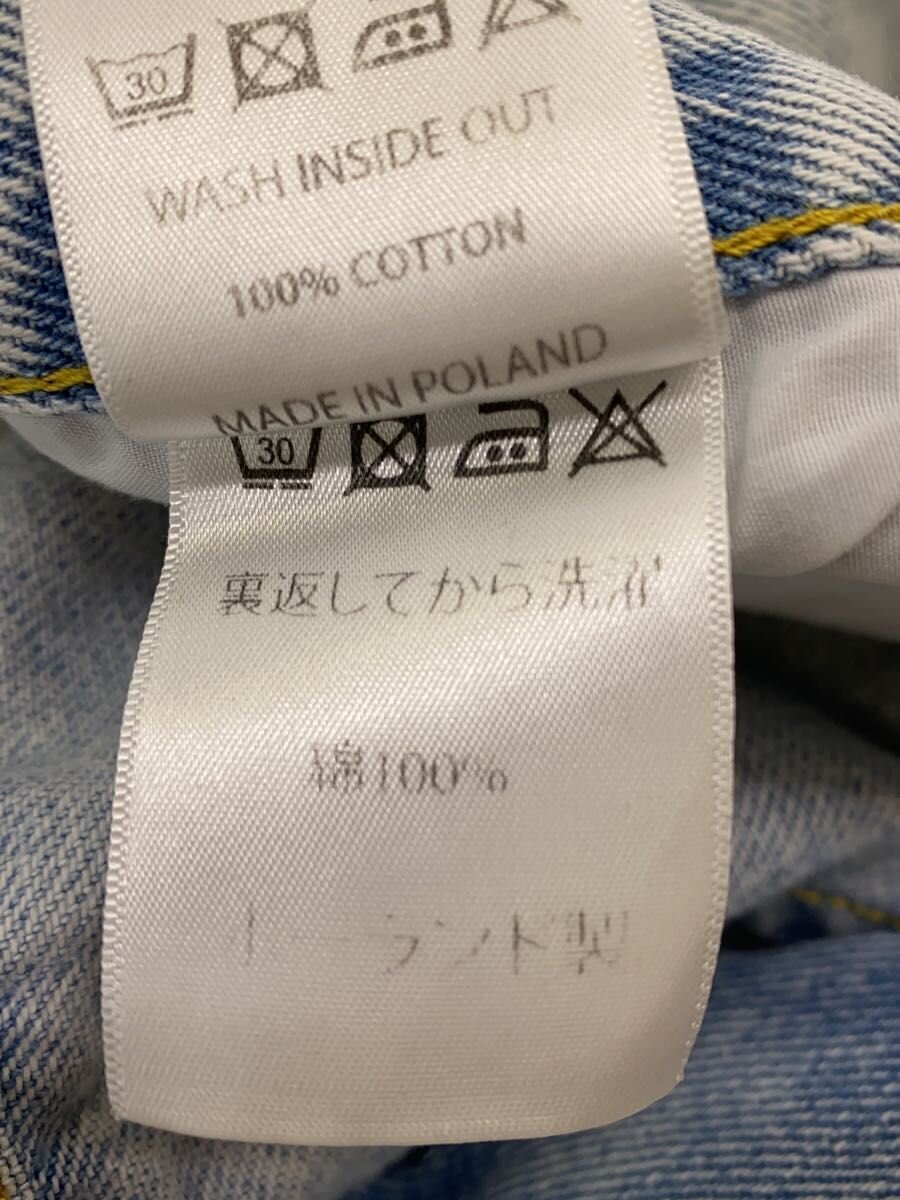 30
WASH INSIDE OUT
100% COTTON
MADE IN POLAND
30
裏返してから洗濯
綿100%
ランド製